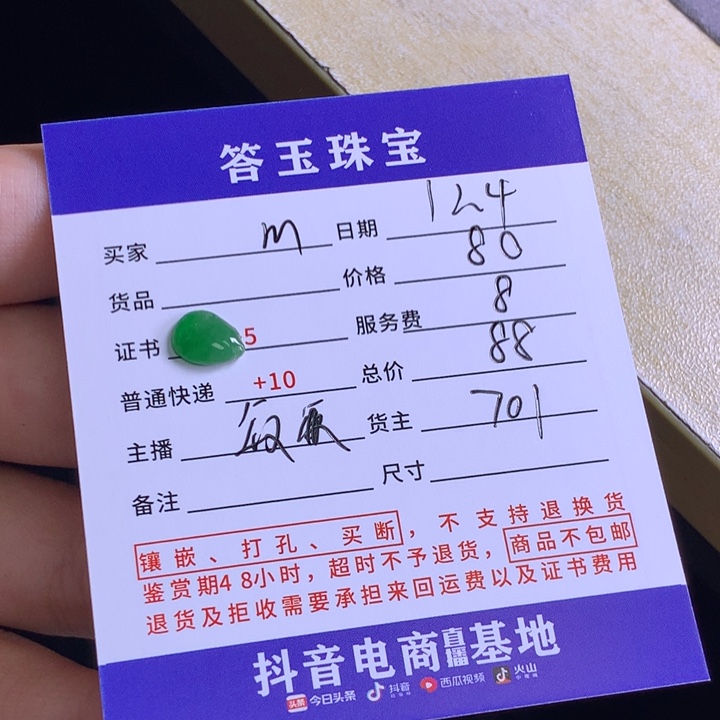 答玉珠宝
买家 m 日期 124
货品 价格 80
证书 5 服务费 8
普通快递 +10 总价 88
主播 货主 701
备注 尺寸
镶嵌、打孔、买断，不支持退换货
鉴赏期48小时，超时不予退货，商品不包邮
退货及拒收需要承担来回运费以及证书费用
抖音电商直播基地
头条 今日头条 抖音 西瓜视频 火山